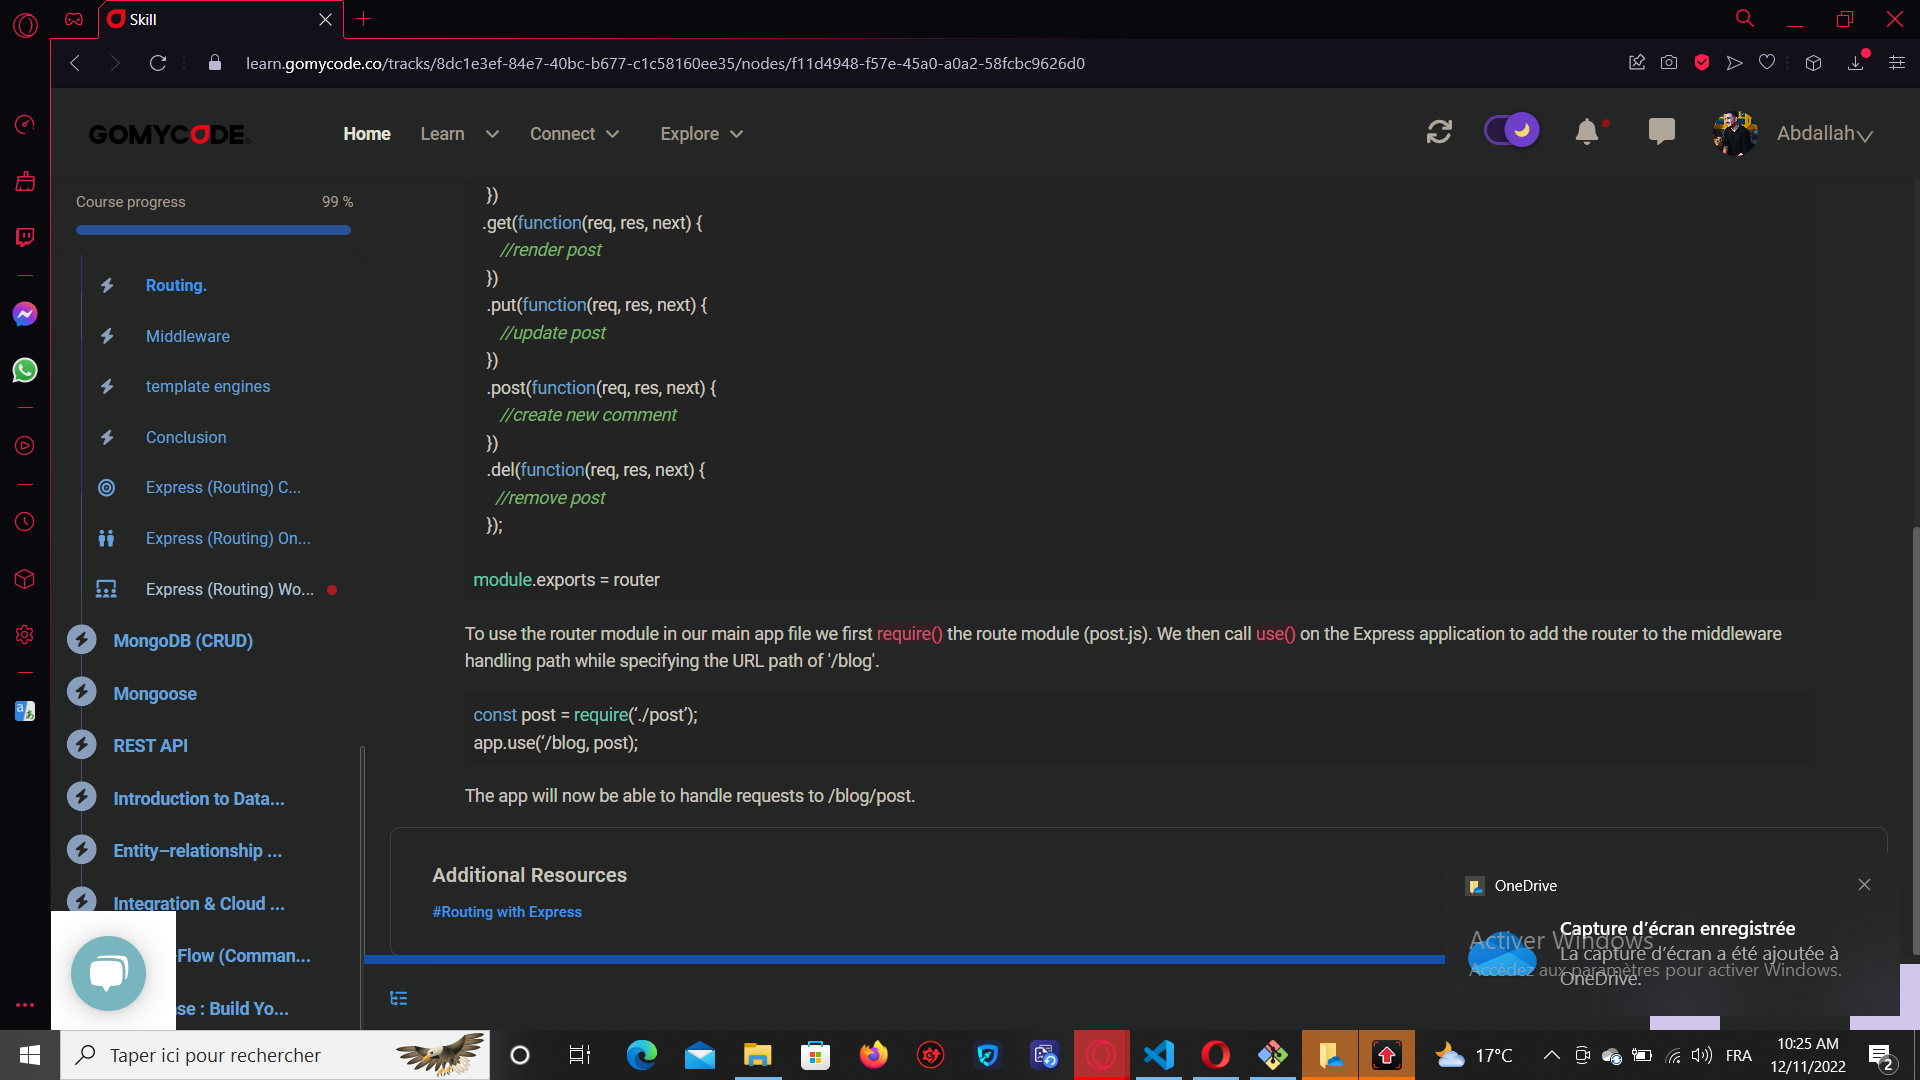 Skill
learn.gomycode.co/tracks/8dc1e3ef-84e7-40bc-b677-c1c58160ee35/nodes/f11d4948-f57e-45a0-a0a2-58fcbc9626d0
GOMYCODE
Home
Learn
Connect
Explore
Abdallah
Course progress
99 %
Routing.
Middleware
template engines
Conclusion
Express (Routing) C...
Express (Routing) On...
Express (Routing) Wo...
MongoDB (CRUD)
Mongoose
REST API
Introduction to Data...
Entity–relationship ...
Integration & Cloud ...
Flow (Comman...
se : Build Yo...
})
.get(function(req, res, next) {
//render post
})
.put(function(req, res, next) {
//update post
})
.post(function(req, res, next) {
//create new comment
})
.del(function(req, res, next) {
//remove post
});
module.exports = router
To use the router module in our main app file we first require() the route module (post.js). We then call use() on the Express application to add the router to the middleware
handling path while specifying the URL path of '/blog'.
const post = require(‘./post’);
app.use(‘/blog, post);
The app will now be able to handle requests to /blog/post.
Additional Resources
#Routing with Express
OneDrive
Capture d’écran enregistrée
La capture d’écran a été ajoutée à
OneDrive.
Activer Windows
Accédez aux paramètres pour activer Windows.
Taper ici pour rechercher
17°C
FRA
10:25 AM
12/11/2022
2